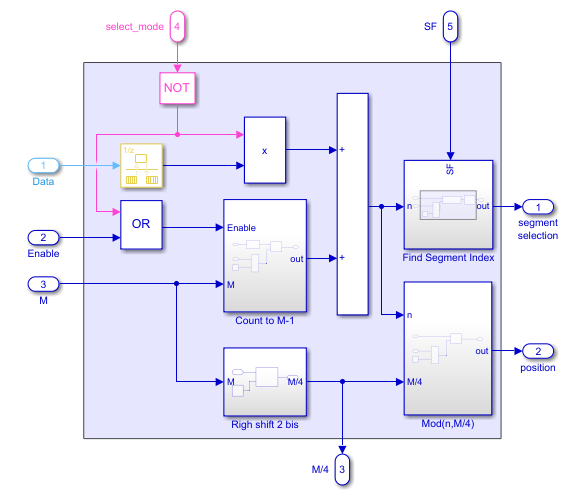 select_mode 4
SF 5
NOT
1/z
x
+
SF
1
Data
n
out
1
segment
selection
OR
2
Enable
Enable
out
+
Find Segment Index
3
M
M
Count to M-1
n
out
2
position
M
M/4
M/4
Righ shift 2 bis
Mod(n,M/4)
M/4 3